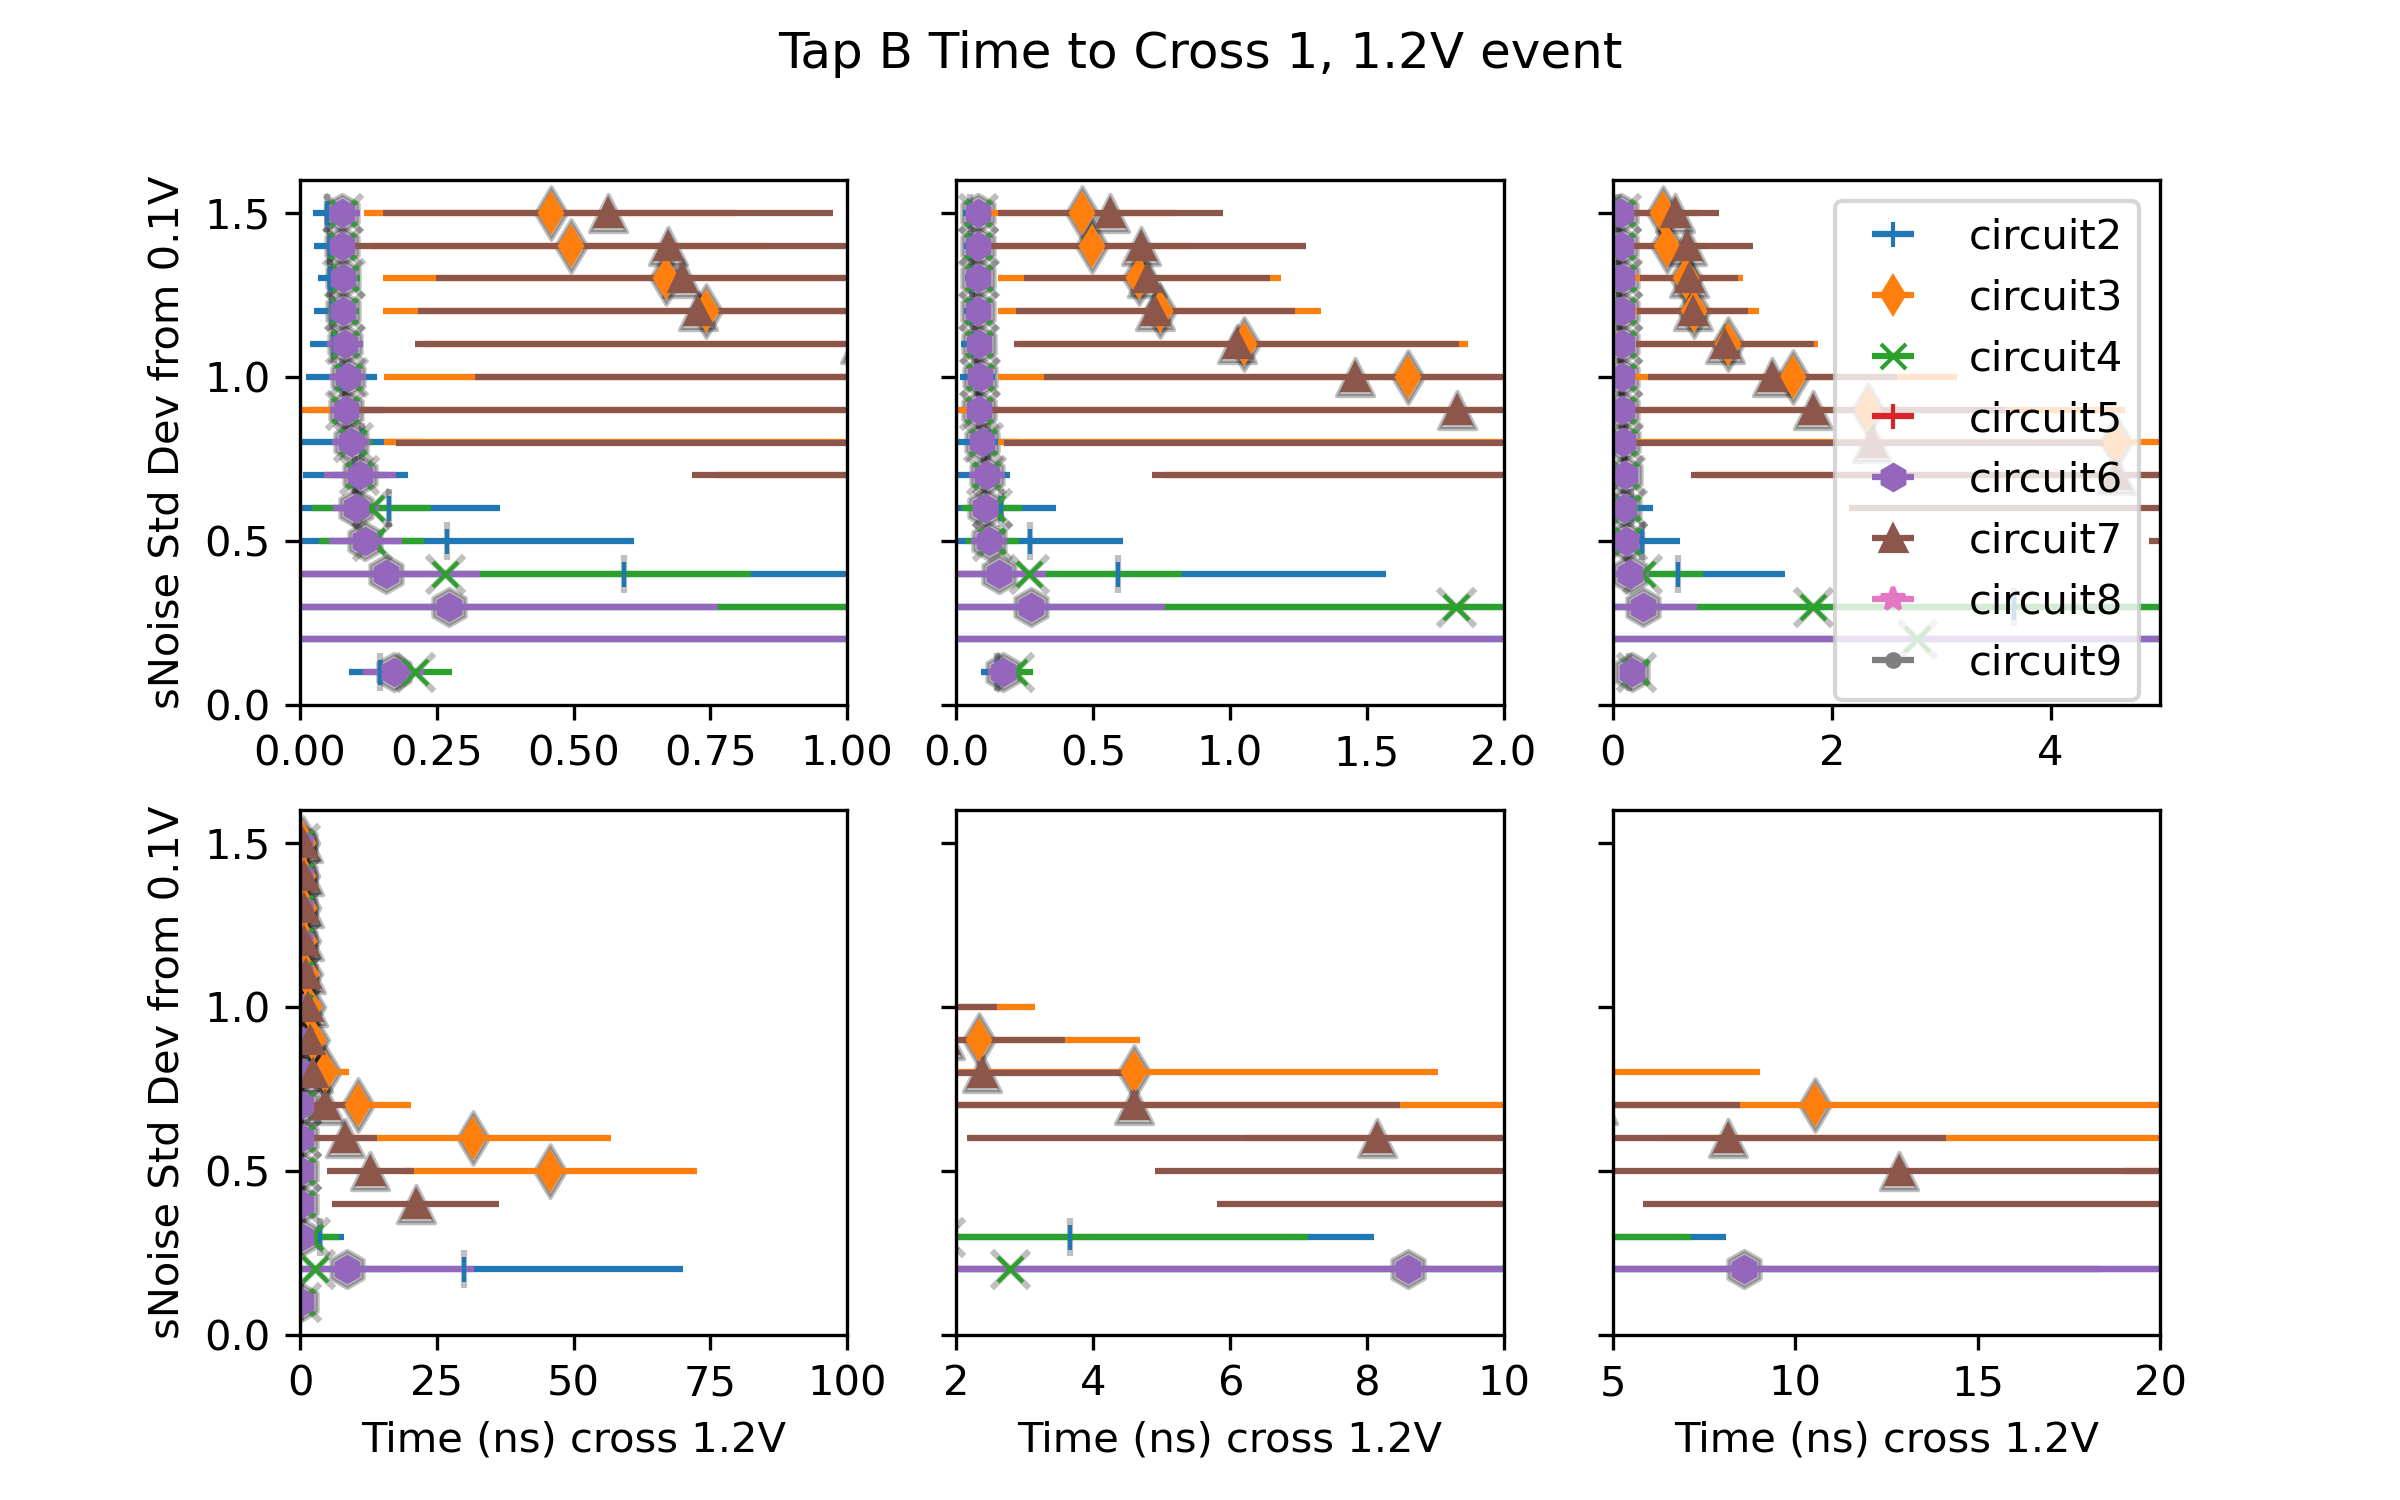 Tap B Time to Cross 1, 1.2V event
sNoise Std Dev from 0.1V
1.5
1.0
0.5
0.0
0.00 0.25 0.50 0.75 1.00
0.0 0.5 1.0 1.5 2.0
0 2 4
circuit2
circuit3
circuit4
circuit5
circuit6
circuit7
circuit8
circuit9
sNoise Std Dev from 0.1V
1.5
1.0
0.5
0.0
0 25 50 75 100
Time (ns) cross 1.2V
2 4 6 8 10
Time (ns) cross 1.2V
5 10 15 20
Time (ns) cross 1.2V